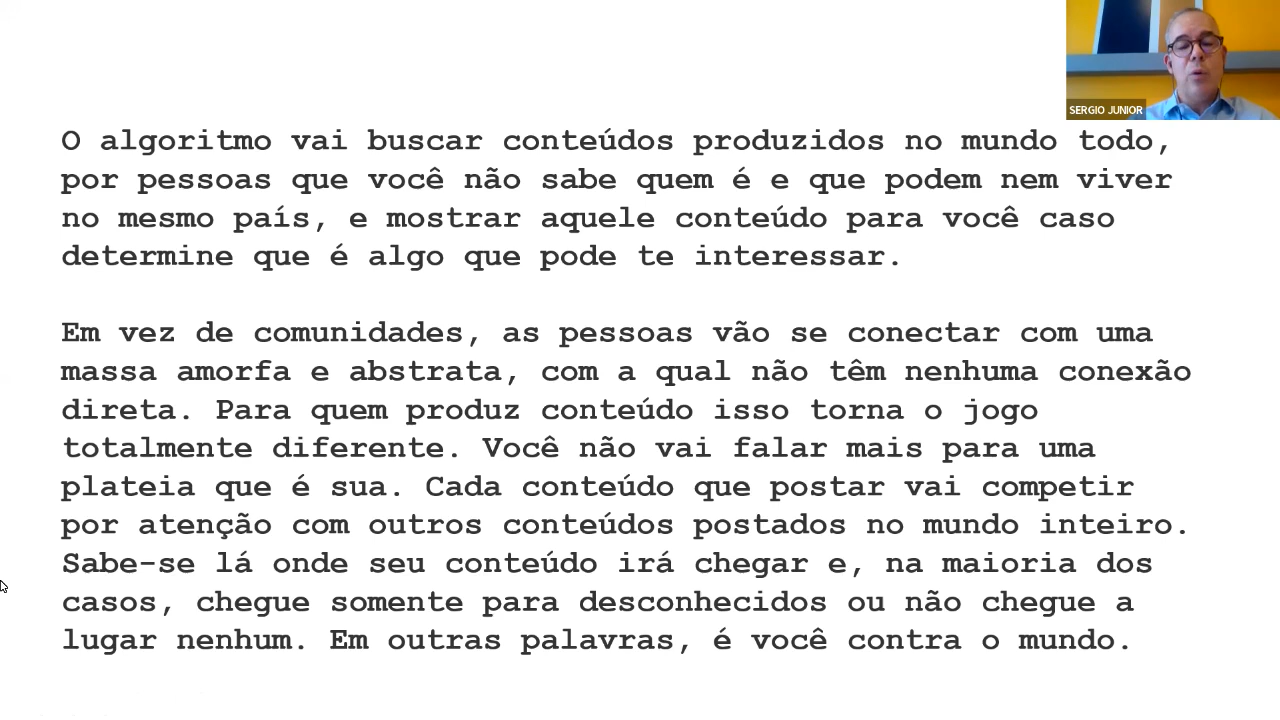 SERGIO JUNIOR
O algoritmo vai buscar conteúdos produzidos no mundo todo,
por pessoas que você não sabe quem é e que podem nem viver
no mesmo país, e mostrar aquele conteúdo para você caso
determine que é algo que pode te interessar.
Em vez de comunidades, as pessoas vão se conectar com uma
massa amorfa e abstrata, com a qual não têm nenhuma conexão
direta. Para quem produz conteúdo isso torna o jogo
totalmente diferente. Você não vai falar mais para uma
plateia que é sua. Cada conteúdo que postar vai competir
por atenção com outros conteúdos postados no mundo inteiro.
Sabe-se lá onde seu conteúdo irá chegar e, na maioria dos
casos, chegue somente para desconhecidos ou não chegue a
lugar nenhum. Em outras palavras, é você contra o mundo.